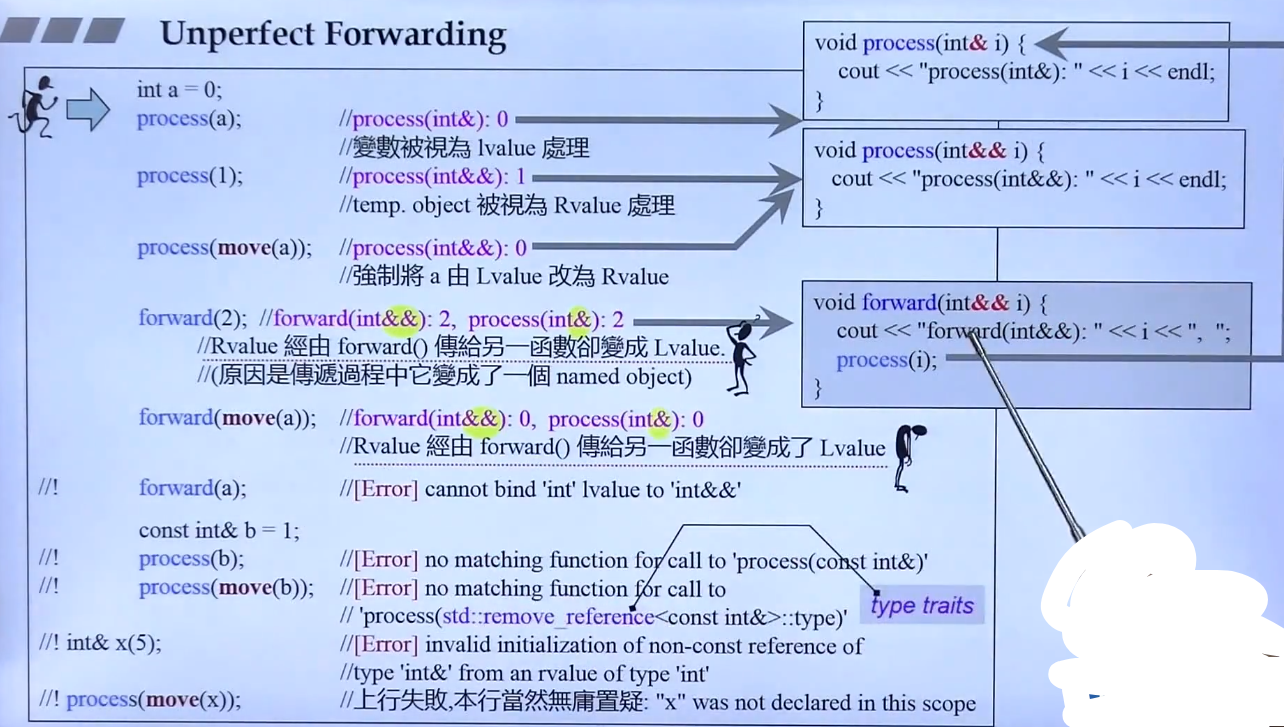 Unperfect Forwarding
int a = 0;
process(a); //process(int&): 0
//變數被視為 lvalue 處理
process(1); //process(int&&): 1
//temp. object 被視為 Rvalue 處理
process(move(a)); //process(int&&): 0
//強制將 a 由 Lvalue 改為 Rvalue
forward(2); //forward(int&&): 2, process(int&): 2
//Rvalue 經由 forward() 傳給另一函數卻變成 Lvalue.
//(原因是傳遞過程中它變成了一個 named object)
forward(move(a)); //forward(int&&): 0, process(int&): 0
//Rvalue 經由 forward() 傳給另一函數卻變成了 Lvalue
//! forward(a); //[Error] cannot bind 'int' lvalue to 'int&&'
const int& b = 1;
//! process(b); //[Error] no matching function for call to 'process(const int&)'
//! process(move(b)); //[Error] no matching function for call to
// 'process(std::remove_reference<const int&>::type)'
//! int& x(5); //[Error] invalid initialization of non-const reference of
//type 'int&' from an rvalue of type 'int'
//! process(move(x)); //上行失敗,本行當然無庸置疑: "x" was not declared in this scope
void process(int& i) {
cout << "process(int&): " << i << endl;
}
void process(int&& i) {
cout << "process(int&&): " << i << endl;
}
void forward(int&& i) {
cout << "forward(int&&): " << i << ", ";
process(i);
}
type traits